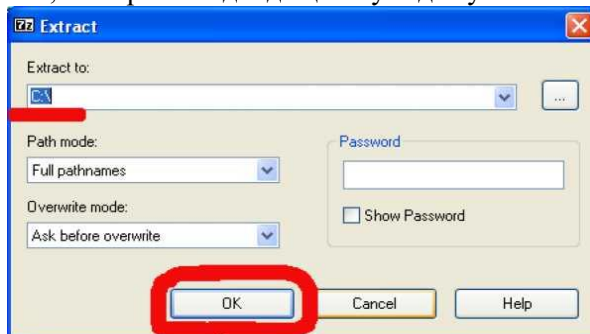 Extract
Extract to:
C:\
...
Path mode:
Password
Full pathnames
Overwrite mode:
Show Password
Ask before overwrite
OK
Cancel
Help